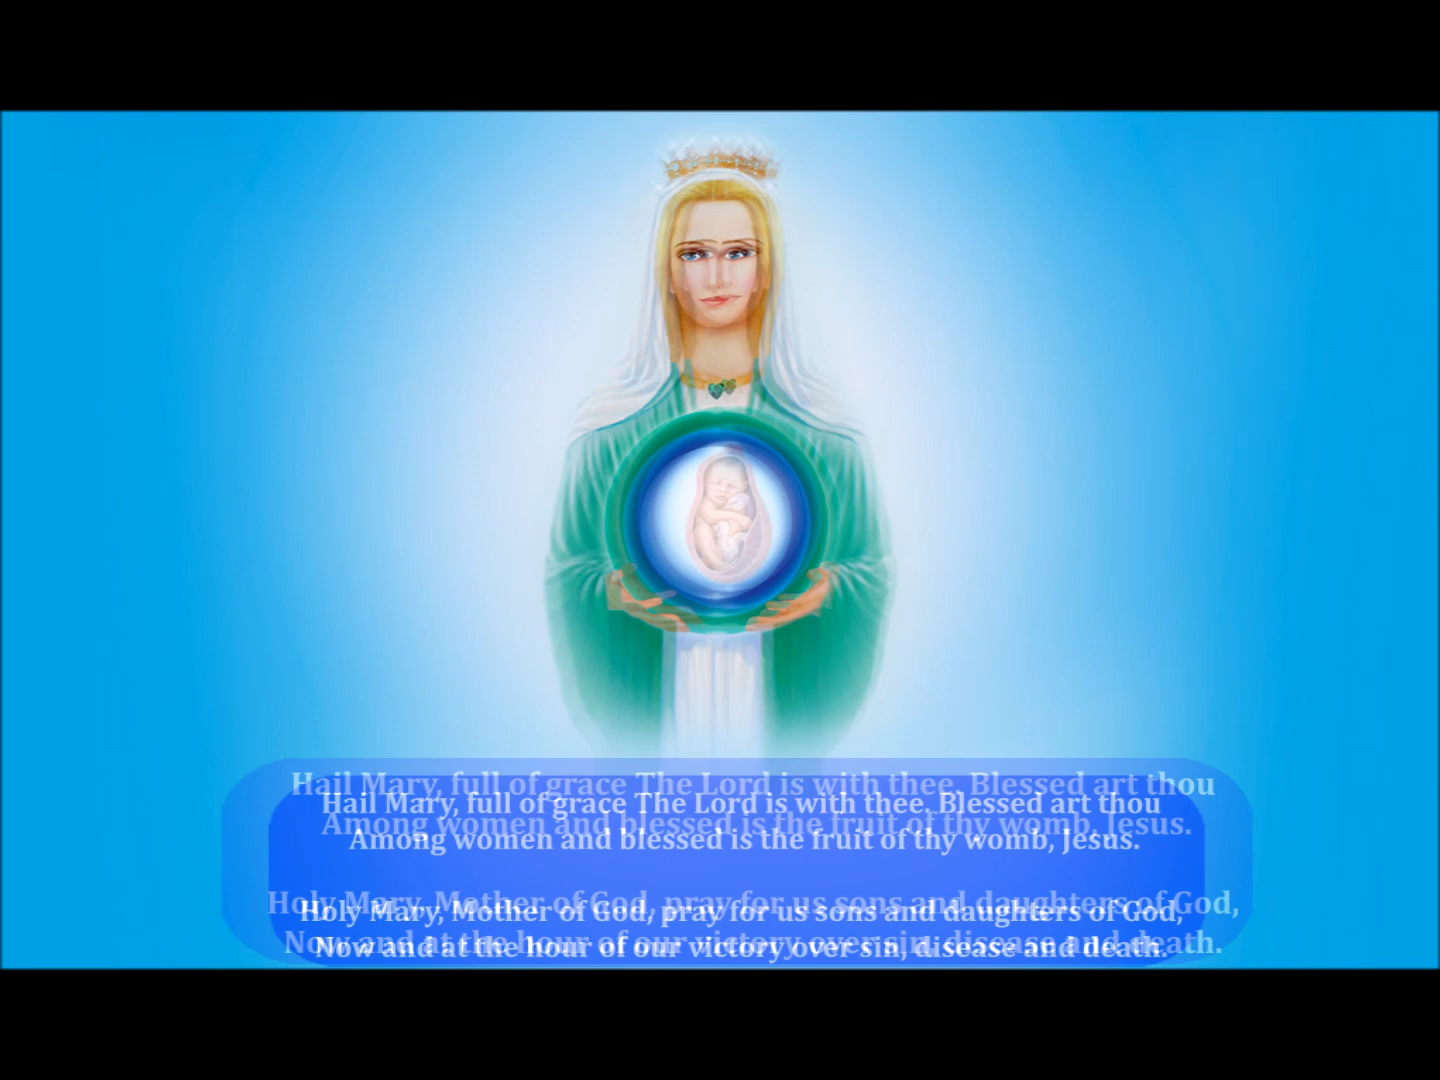 Hail Mary, full of grace The Lord is with thee. Blessed art thou
Among women and blessed is the fruit of thy womb, Jesus.
Holy Mary, Mother of God, pray for us sons and daughters of God,
Now and at the hour of our victory over sin, disease and death.